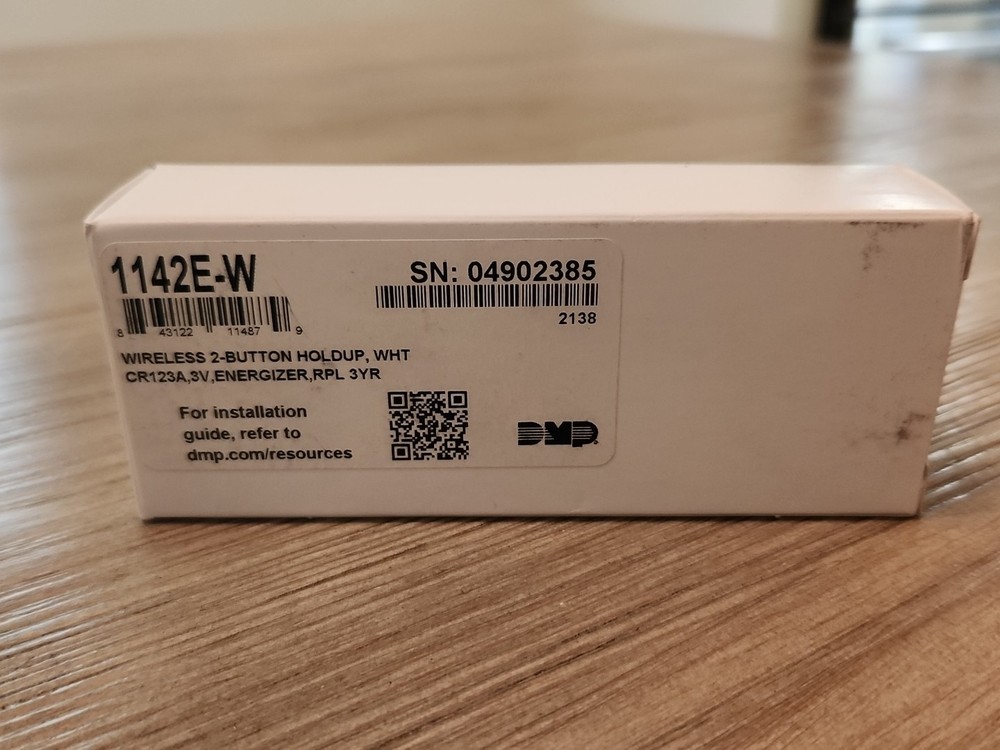 1142E-W
SN: 04902385
8 43122 11487 9
2138
WIRELESS 2-BUTTON HOLDUP, WHT
CR123A,3V,ENERGIZER,RPL 3YR
For installation
guide, refer to
dmp.com/resources
DMP